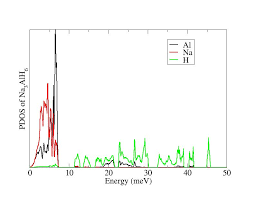 Al
Na
H
PDOS of Na₃AlH₆
0 10 20 30 40 50
Energy (meV)